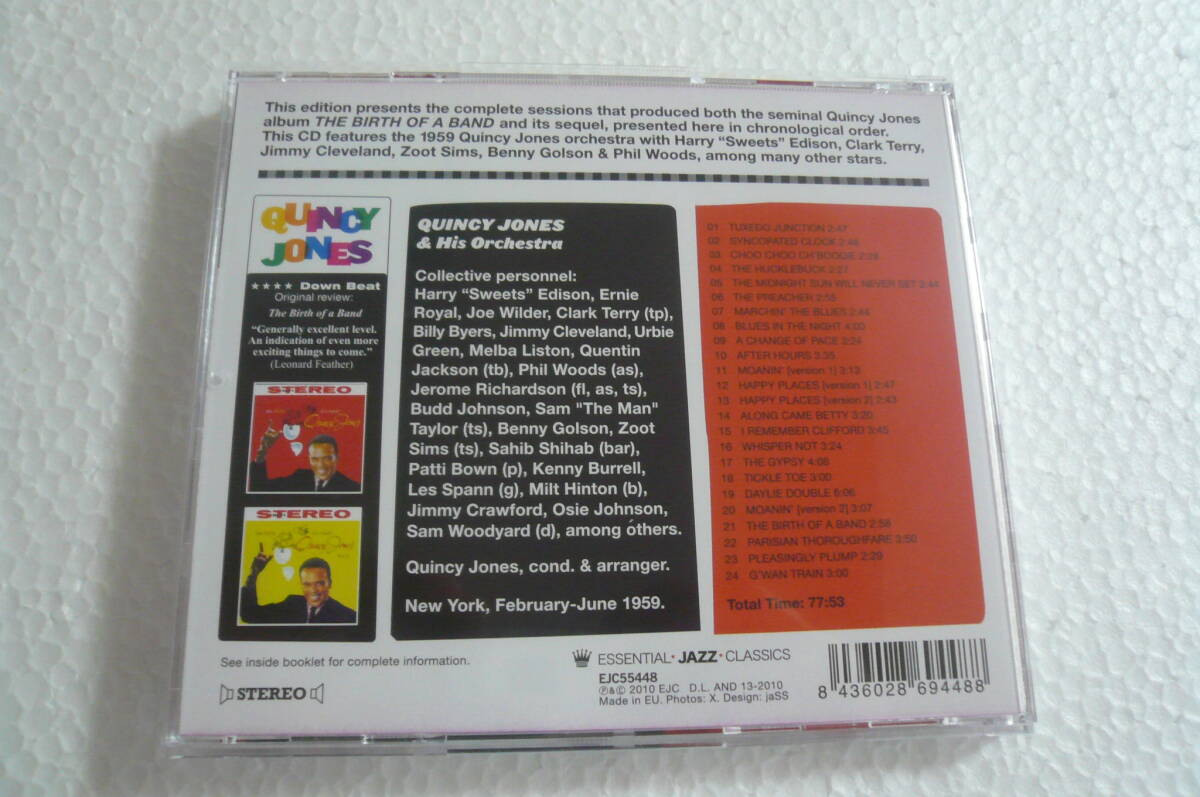 This edition presents the complete sessions that produced both the seminal Quincy Jones
album THE BIRTH OF A BAND and its sequel, presented here in chronological order.
This CD features the 1959 Quincy Jones orchestra with Harry “Sweets” Edison, Clark Terry,
Jimmy Cleveland, Zoot Sims, Benny Golson & Phil Woods, among many other stars.
QUINCY
JONES
★★★★ Down Beat
Original review:
The Birth of a Band
“Generally excellent level.
An indication of even more
exciting things to come.”
(Leonard Feather)
STEREO
STEREO
QUINCY JONES
& His Orchestra
Collective personnel:
Harry “Sweets” Edison, Ernie
Royal, Joe Wilder, Clark Terry (tp),
Billy Byers, Jimmy Cleveland, Urbie
Green, Melba Liston, Quentin
Jackson (tb), Phil Woods (as),
Jerome Richardson (fl, as, ts),
Budd Johnson, Sam "The Man"
Taylor (ts), Benny Golson, Zoot
Sims (ts), Sahib Shihab (bar),
Patti Bown (p), Kenny Burrell,
Les Spann (g), Milt Hinton (b),
Jimmy Crawford, Osie Johnson,
Sam Woodyard (d), among others.
Quincy Jones, cond. & arranger.
New York, February-June 1959.
01 TUXEDO JUNCTION 2:47
02 SYNCOPATED CLOCK 2:48
03 CHOO CHOO CH'BOOGIE 2:28
04 THE HUCKLEBUCK 2:27
05 THE MIDNIGHT SUN WILL NEVER SET 2:44
06 THE PREACHER 2:55
07 MARCHIN' THE BLUES 2:44
08 BLUES IN THE NIGHT 4:00
09 A CHANGE OF PACE 2:24
10 AFTER HOURS 3:35
11 MOANIN' [version 1] 3:13
12 HAPPY PLACES [version 1] 2:47
13 HAPPY PLACES [version 2] 2:43
14 ALONG CAME BETTY 3:20
15 I REMEMBER CLIFFORD 3:45
16 WHISPER NOT 3:24
17 THE GYPSY 4:08
18 TICKLE TOE 3:00
19 DAYLIE DOUBLE 6:06
20 MOANIN' [version 2] 3:07
21 THE BIRTH OF A BAND 2:58
22 PARISIAN THOROUGHFARE 3:50
23 PLEASINGLY PLUMP 2:29
24 G'WAN TRAIN 3:00
Total Time: 77:53
See inside booklet for complete information.
STEREO
ESSENTIAL·JAZZ·CLASSICS
EJC55448
℗&© 2010 EJC D.L. AND 13-2010
Made in EU. Photos: X. Design: jaSS
8 436028 694488